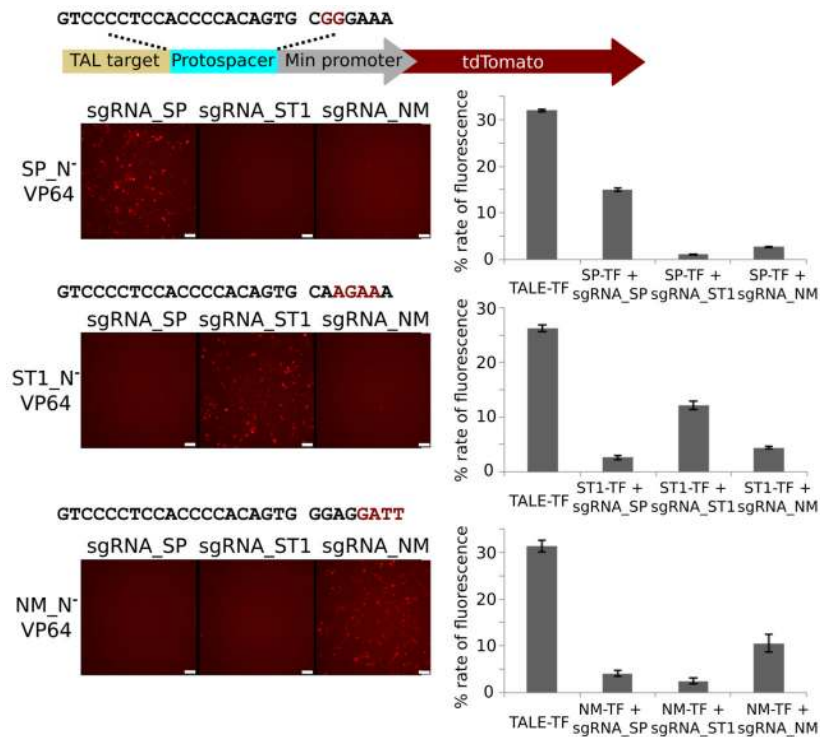 GTCCCCTCCACCCCACAGTG CGGGAAA
TAL target Protospacer Min promoter tdTomato
sgRNA_SP sgRNA_ST1 sgRNA_NM
SP_N-
VP64
% rate of fluorescence
30
20
10
0
TALE-TF
SP-TF + sgRNA_SP
SP-TF + sgRNA_ST1
SP-TF + sgRNA_NM
GTCCCCTCCACCCCACAGTG CAAGAAA
sgRNA_SP sgRNA_ST1 sgRNA_NM
ST1_N-
VP64
% rate of fluorescence
30
20
10
0
TALE-TF
ST1-TF + sgRNA_SP
ST1-TF + sgRNA_ST1
ST1-TF + sgRNA_NM
GTCCCCTCCACCCCACAGTG GGAGGATT
sgRNA_SP sgRNA_ST1 sgRNA_NM
NM_N-
VP64
% rate of fluorescence
30
20
10
0
TALE-TF
NM-TF + sgRNA_SP
NM-TF + sgRNA_ST1
NM-TF + sgRNA_NM